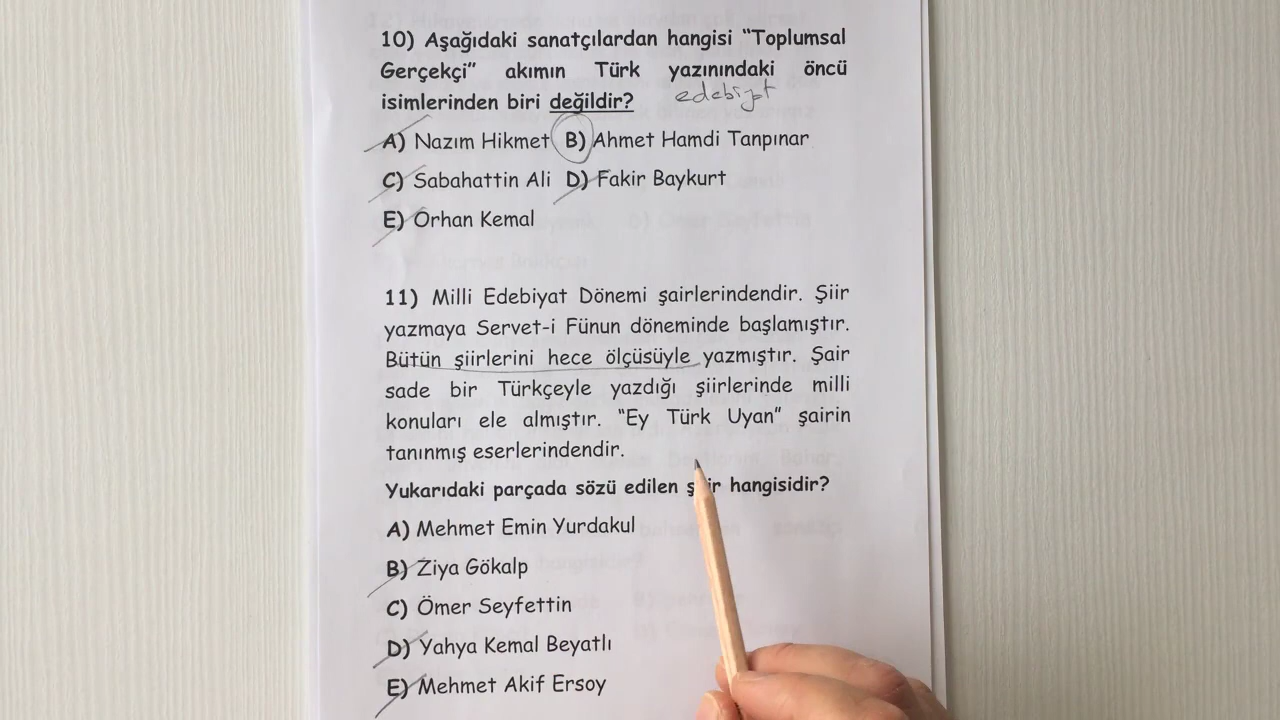 10) Aşağıdaki sanatçılardan hangisi “Toplumsal
Gerçekçi” akımın Türk yazınındaki öncü
isimlerinden biri değildir? edebiyat
A) Nazım Hikmet B) Ahmet Hamdi Tanpınar
C) Sabahattin Ali D) Fakir Baykurt
E) Orhan Kemal
11) Milli Edebiyat Dönemi şairlerindendir. Şiir
yazmaya Servet-i Fünun döneminde başlamıştır.
Bütün şiirlerini hece ölçüsüyle yazmıştır. Şair
sade bir Türkçeyle yazdığı şiirlerinde milli
konuları ele almıştır. “Ey Türk Uyan” şairin
tanınmış eserlerindendir.
Yukarıdaki parçada sözü edilen hangisidir?
A) Mehmet Emin Yurdakul
B) Ziya Gökalp
C) Ömer Seyfettin
D) Yahya Kemal Beyatlı
E) Mehmet Akif Ersoy